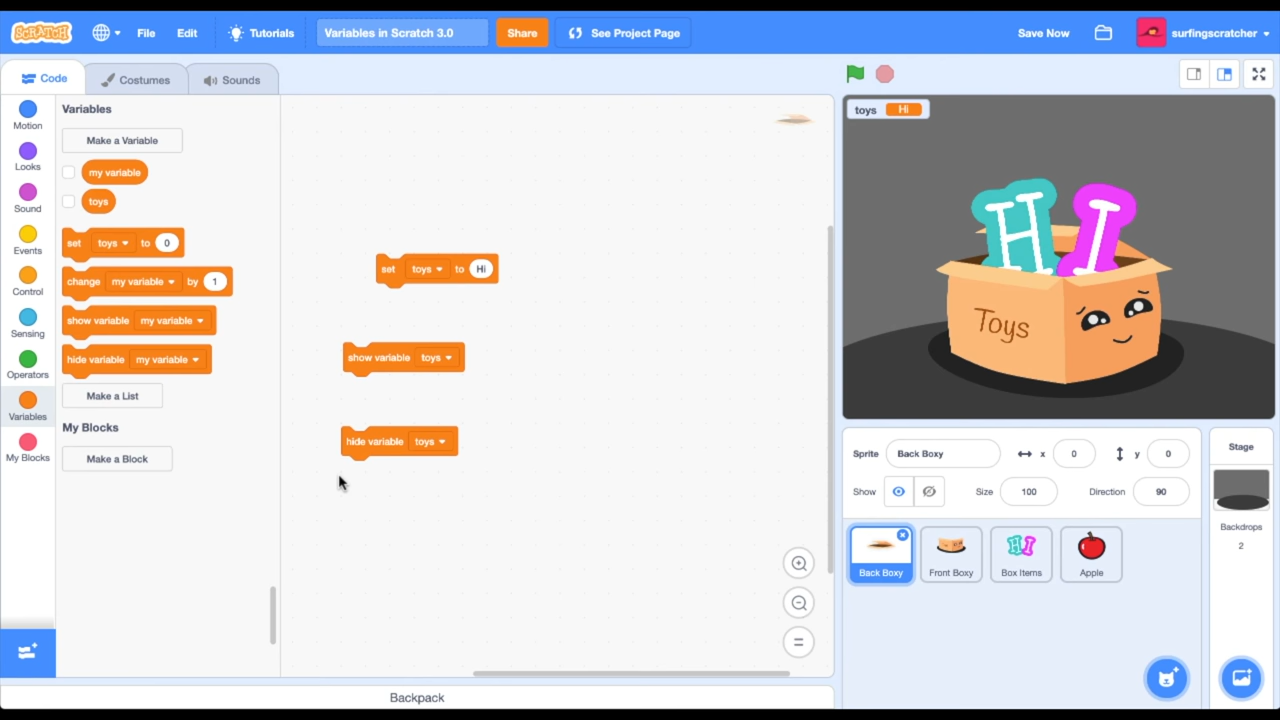 SCRATCH
File
Edit
Tutorials
Variables in Scratch 3.0
Share
See Project Page
Save Now
surfingscratcher
Code
Costumes
Sounds
Motion
Looks
Sound
Events
Control
Sensing
Operators
Variables
My Blocks
Variables
Make a Variable
my variable
toys
set toys to 0
change my variable by 1
show variable my variable
hide variable my variable
Make a List
My Blocks
Make a Block
set toys to Hi
show variable toys
hide variable toys
Backpack
toys Hi
HI
Toys
Sprite Back Boxy x 0 y 0
Show Size 100 Direction 90
Back Boxy
Front Boxy
HI
Box Items
Apple
Stage
Backdrops
2